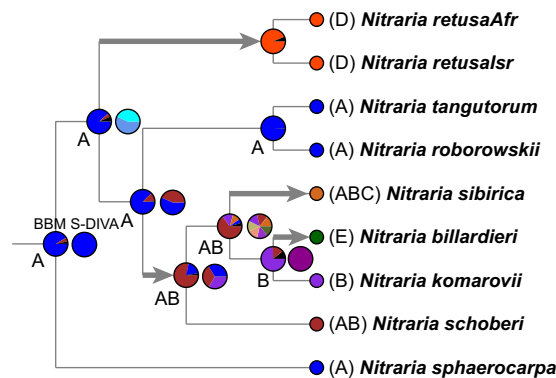 (D) Nitraria retusaAfr
(D) Nitraria retusaIsr
A
(A) Nitraria tangutorum
A
(A) Nitraria roborowskii
(ABC) Nitraria sibirica
BBM S-DIVA
A
AB
(E) Nitraria billardieri
A
B
(B) Nitraria komarovii
AB
(AB) Nitraria schoberi
(A) Nitraria sphaerocarpa